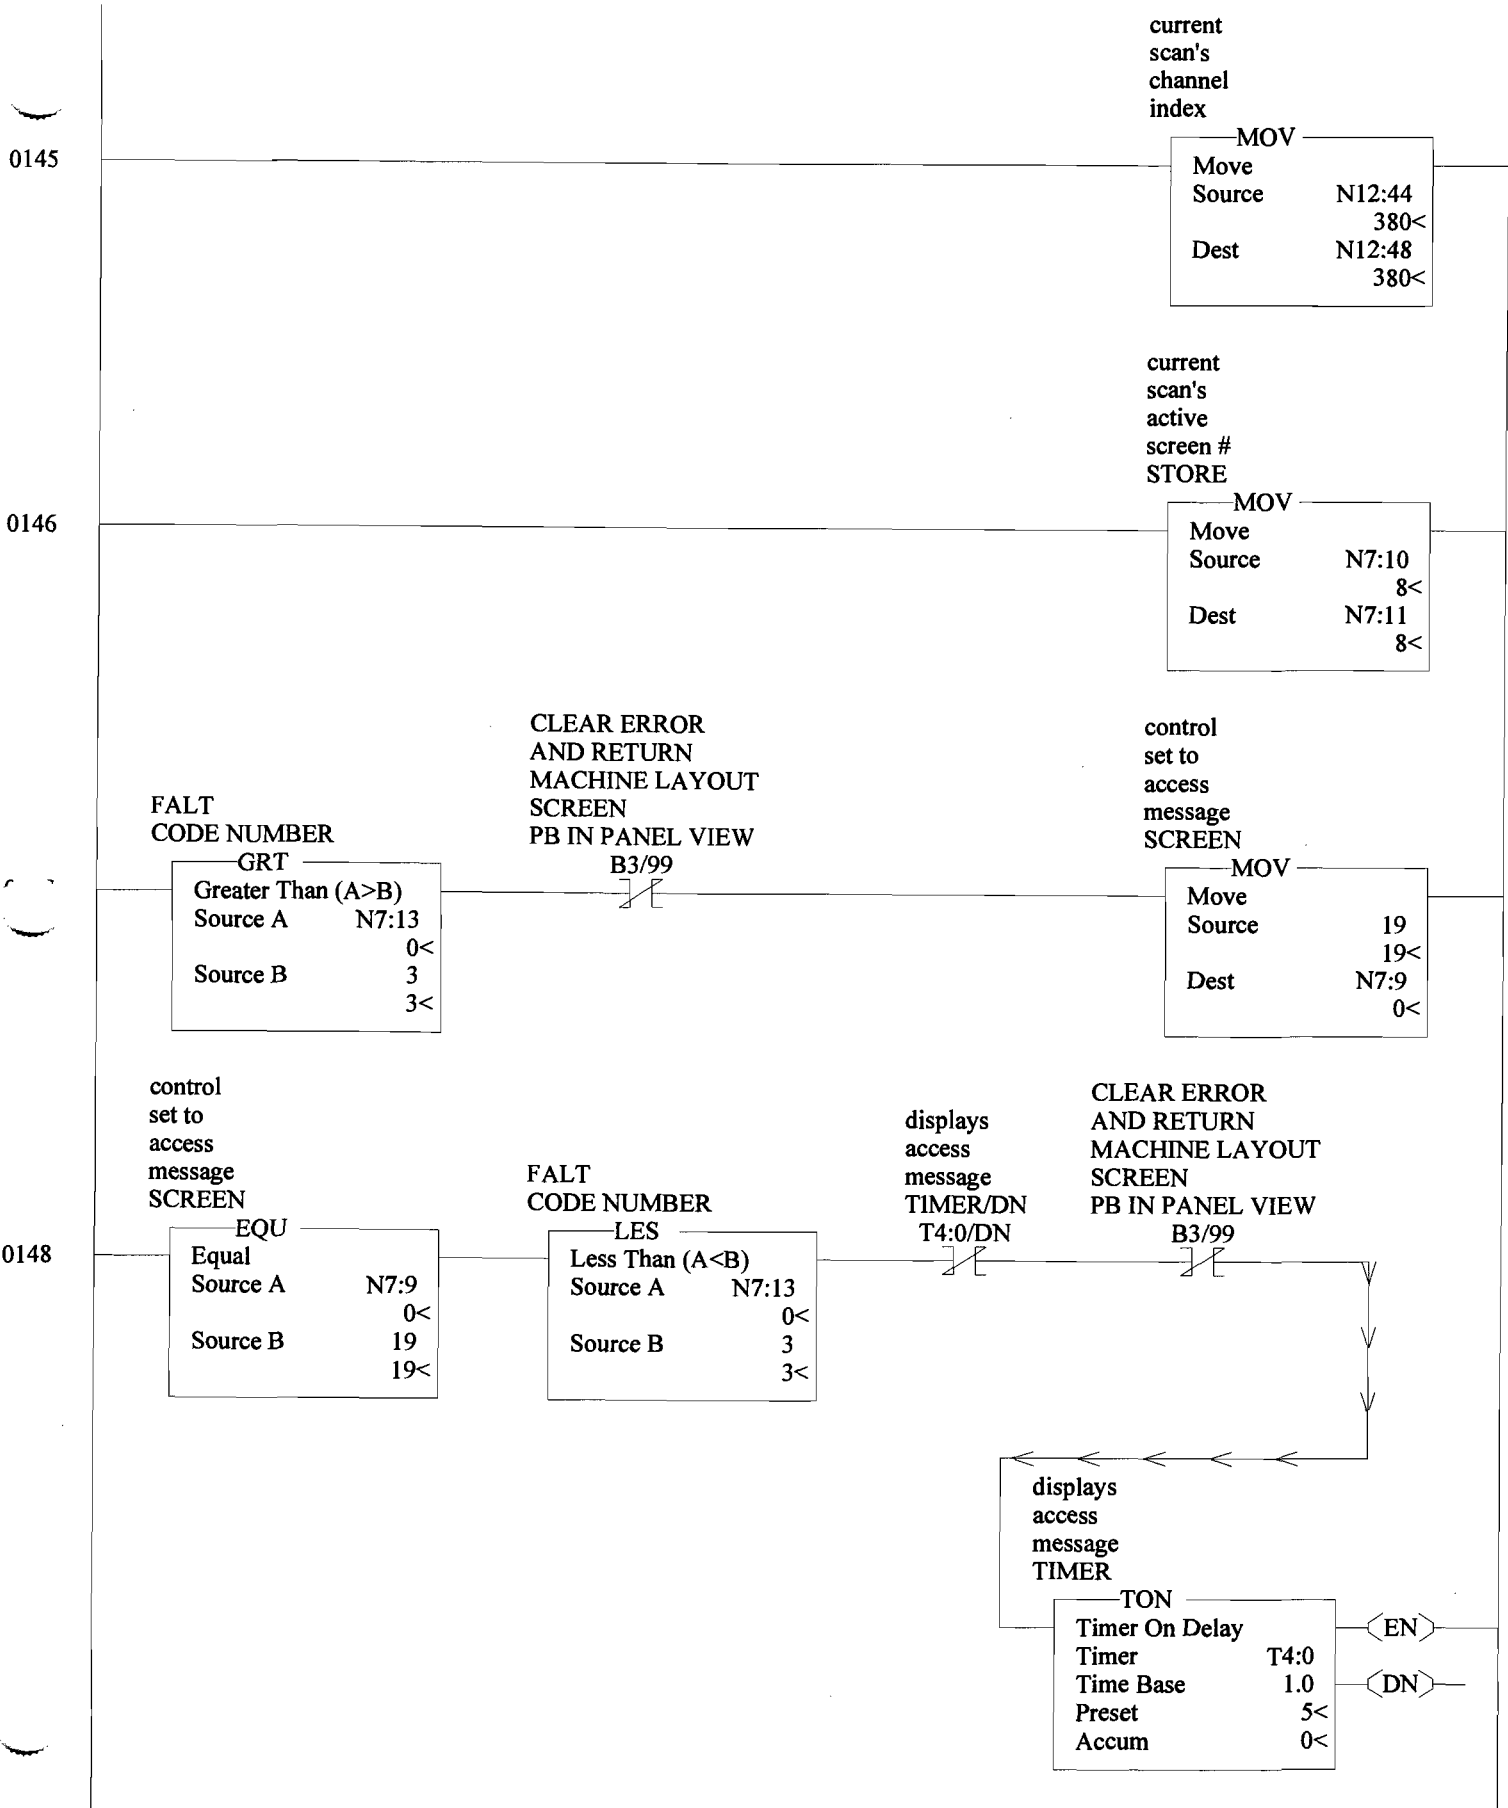 current
scan's
channel
index
MOV
0145
Move
Source N12:44
380<
Dest N12:48
380<
current
scan's
active
screen #
STORE
MOV
0146
Move
Source N7:10
8<
Dest N7:11
8<
CLEAR ERROR
AND RETURN
MACHINE LAYOUT
SCREEN
PB IN PANEL VIEW
B3/99
control
set to
access
message
SCREEN
FALT
CODE NUMBER
GRT
Greater Than (A>B)
Source A N7:13
0<
Source B 3
3<
MOV
Move
Source 19
19<
Dest N7:9
0<
control
set to
access
message
SCREEN
EQU
0148
Equal
Source A N7:9
0<
Source B 19
19<
FALT
CODE NUMBER
LES
Less Than (A<B)
Source A N7:13
0<
Source B 3
3<
displays
access
message
T1MER/DN
T4:0/DN
CLEAR ERROR
AND RETURN
MACHINE LAYOUT
SCREEN
PB IN PANEL VIEW
B3/99
displays
access
message
TIMER
TON
Timer On Delay
Timer T4:0
Time Base 1.0
Preset 5<
Accum 0<
EN
DN